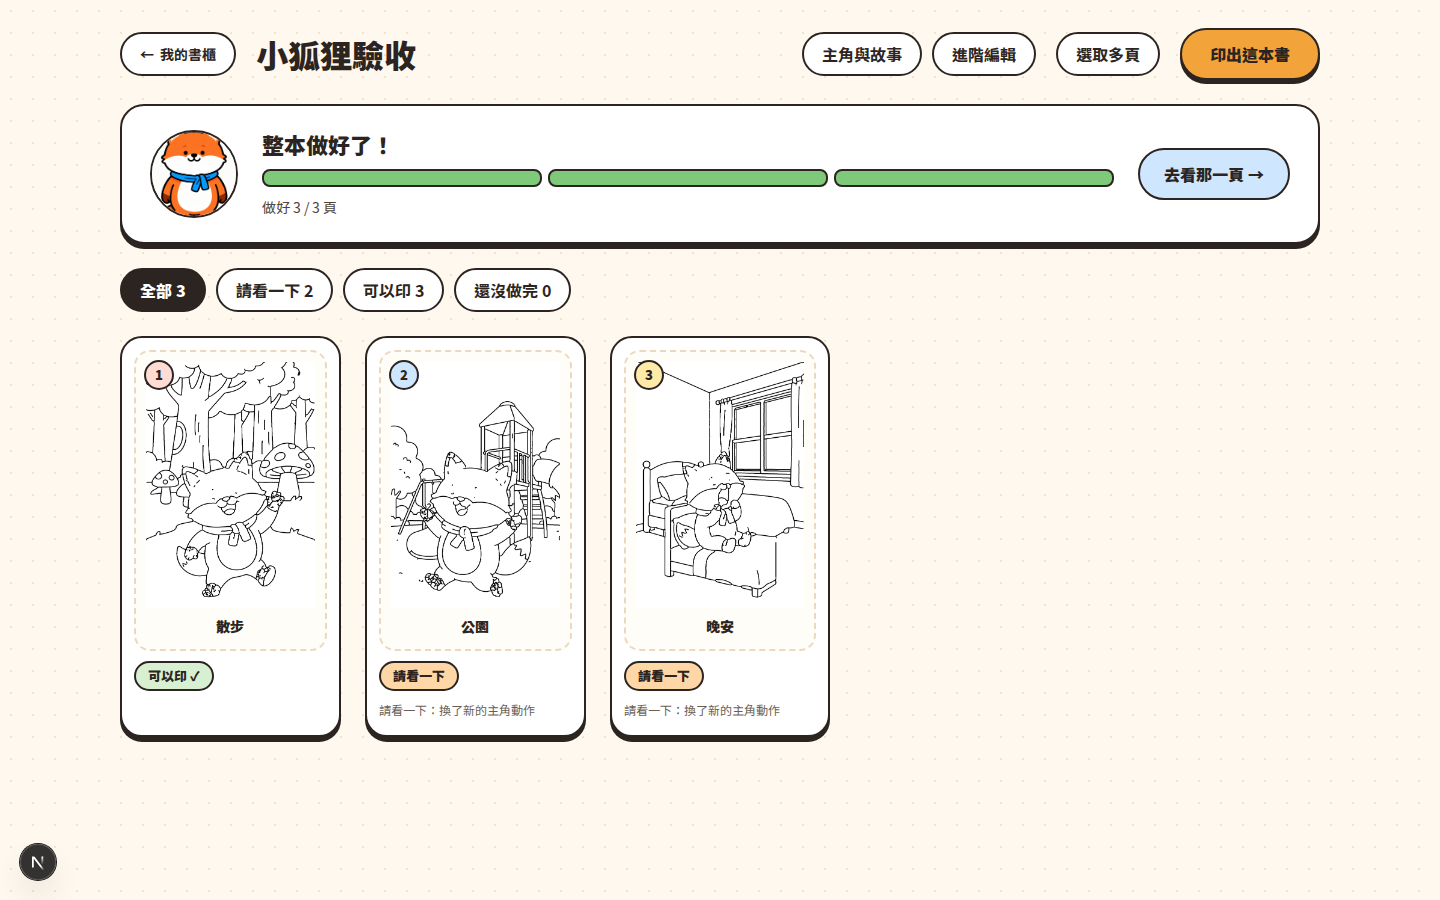 ← 我的書櫃
小狐狸驗收
主角與故事
進階編輯
選取多頁
印出這本書
整本做好了！
做好 3 / 3 頁
去看那一頁 →
全部 3
請看一下 2
可以印 3
還沒做完 0
1
散步
可以印 ✓
2
公園
請看一下
請看一下：換了新的主角動作
3
晚安
請看一下
請看一下：換了新的主角動作
N